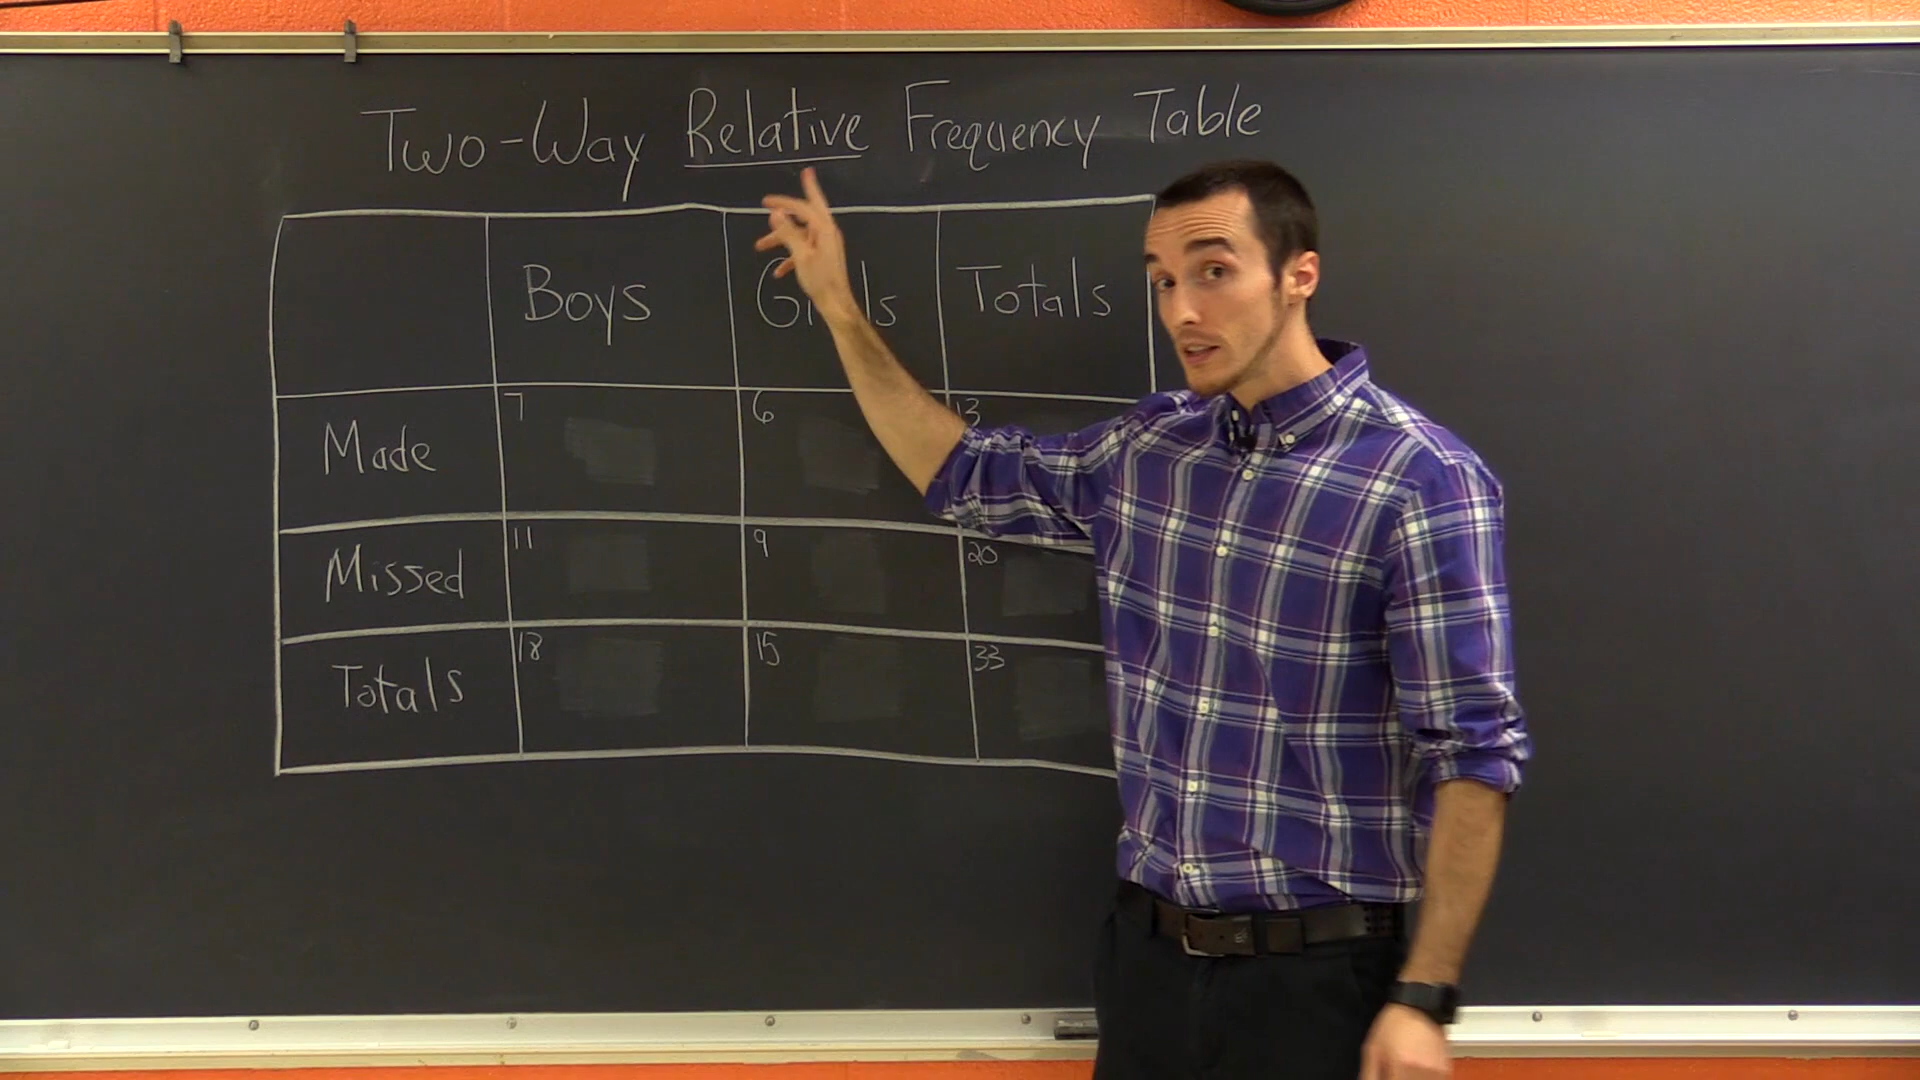 Two-Way Relative Frequency Table
Boys Totals
Made 7 6 13
Missed 11 9 20
Totals 18 15 33